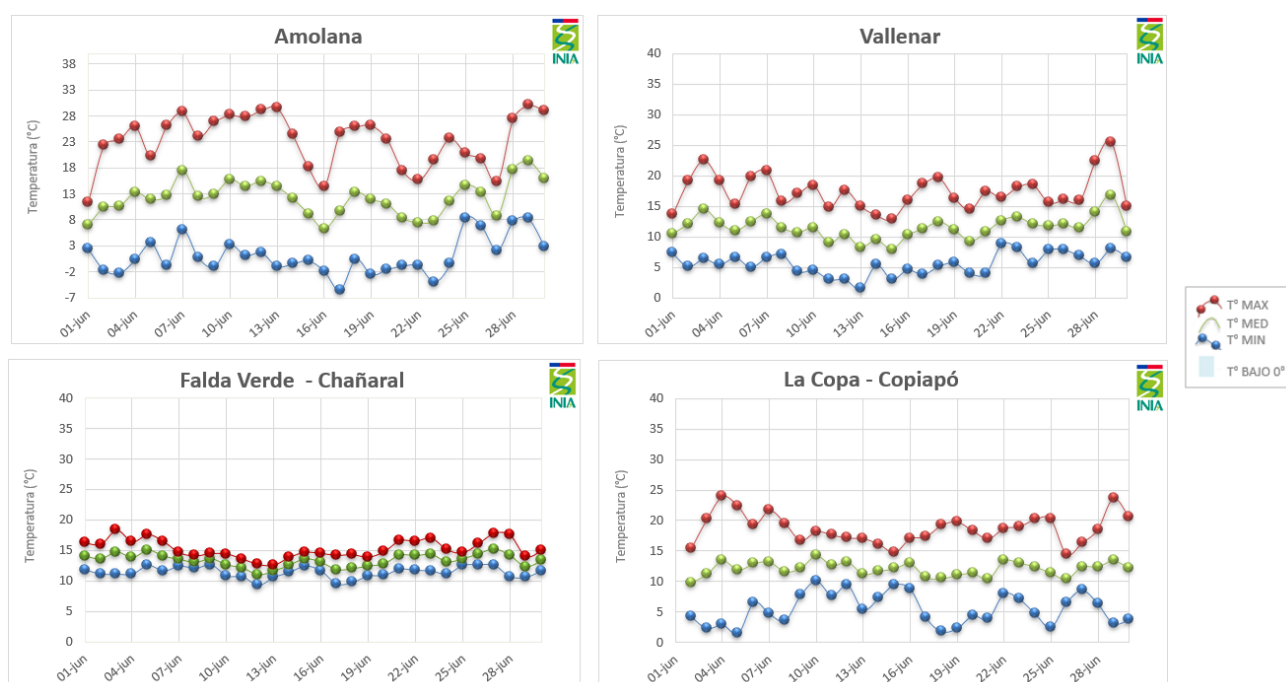 Amolana
INIA
Temperatura (°C)
38
33
28
23
18
13
8
3
-2
-7
01-jun
04-jun
07-jun
10-jun
13-jun
16-jun
19-jun
22-jun
25-jun
28-jun
Vallenar
INIA
Temperatura (°C)
40
35
30
25
20
15
10
5
0
01-jun
04-jun
07-jun
10-jun
13-jun
16-jun
19-jun
22-jun
25-jun
28-jun
T° MAX
T° MED
T° MIN
T° BAJO 0°
Falda Verde - Chañaral
INIA
Temperatura (°C)
40
35
30
25
20
15
10
5
0
01-jun
04-jun
07-jun
10-jun
13-jun
16-jun
19-jun
22-jun
25-jun
28-jun
La Copa - Copiapó
INIA
Temperatura (°C)
40
35
30
25
20
15
10
5
0
01-jun
04-jun
07-jun
10-jun
13-jun
16-jun
19-jun
22-jun
25-jun
28-jun